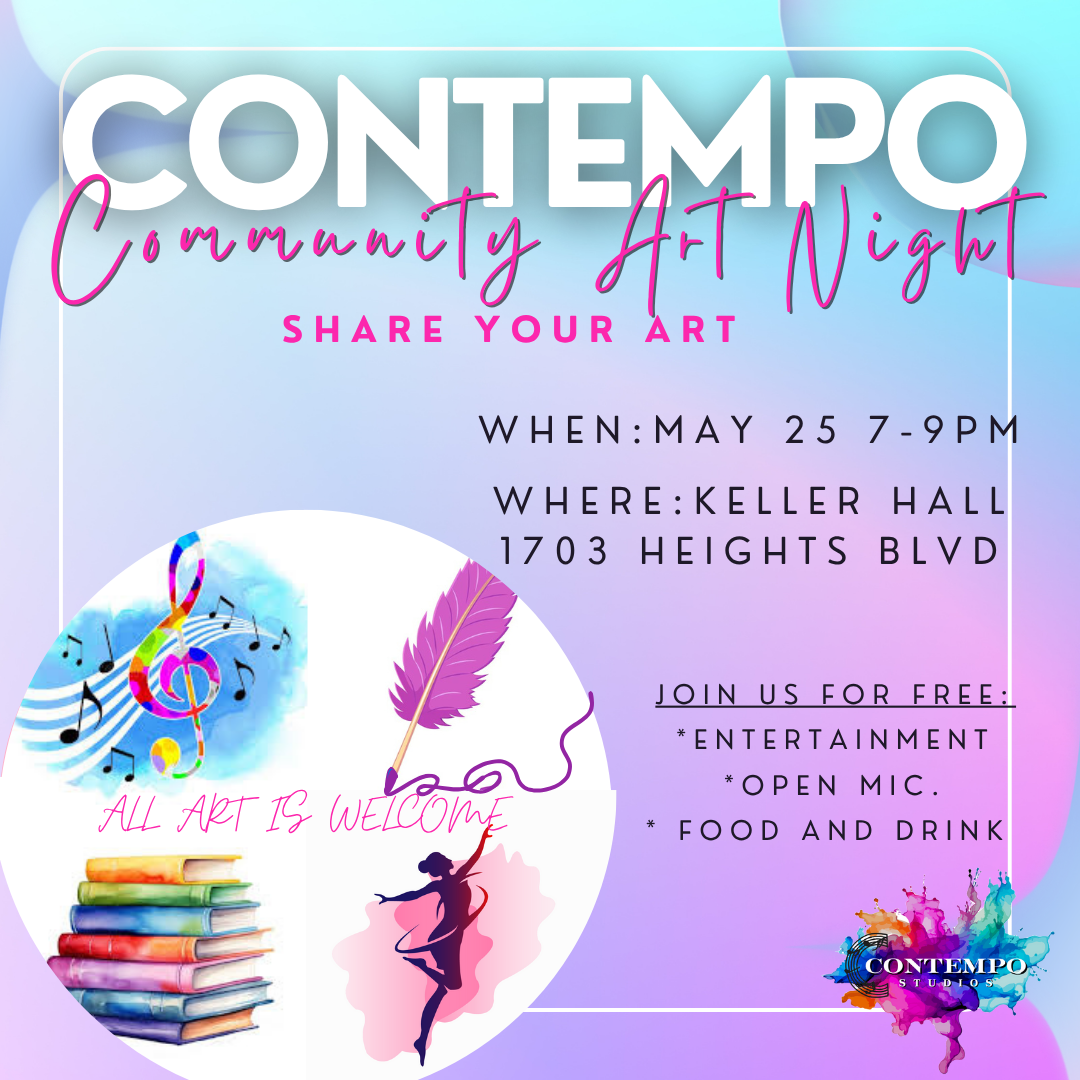 CONTEMPO
Community Art Night
SHARE YOUR ART
WHEN:MAY 25 7-9PM
WHERE:KELLER HALL
1703 HEIGHTS BLVD
JOIN US FOR FREE:
*ENTERTAINMENT
*OPEN MIC.
* FOOD AND DRINK
ALL ART IS WELCOME
CONTEMPO
STUDIOS